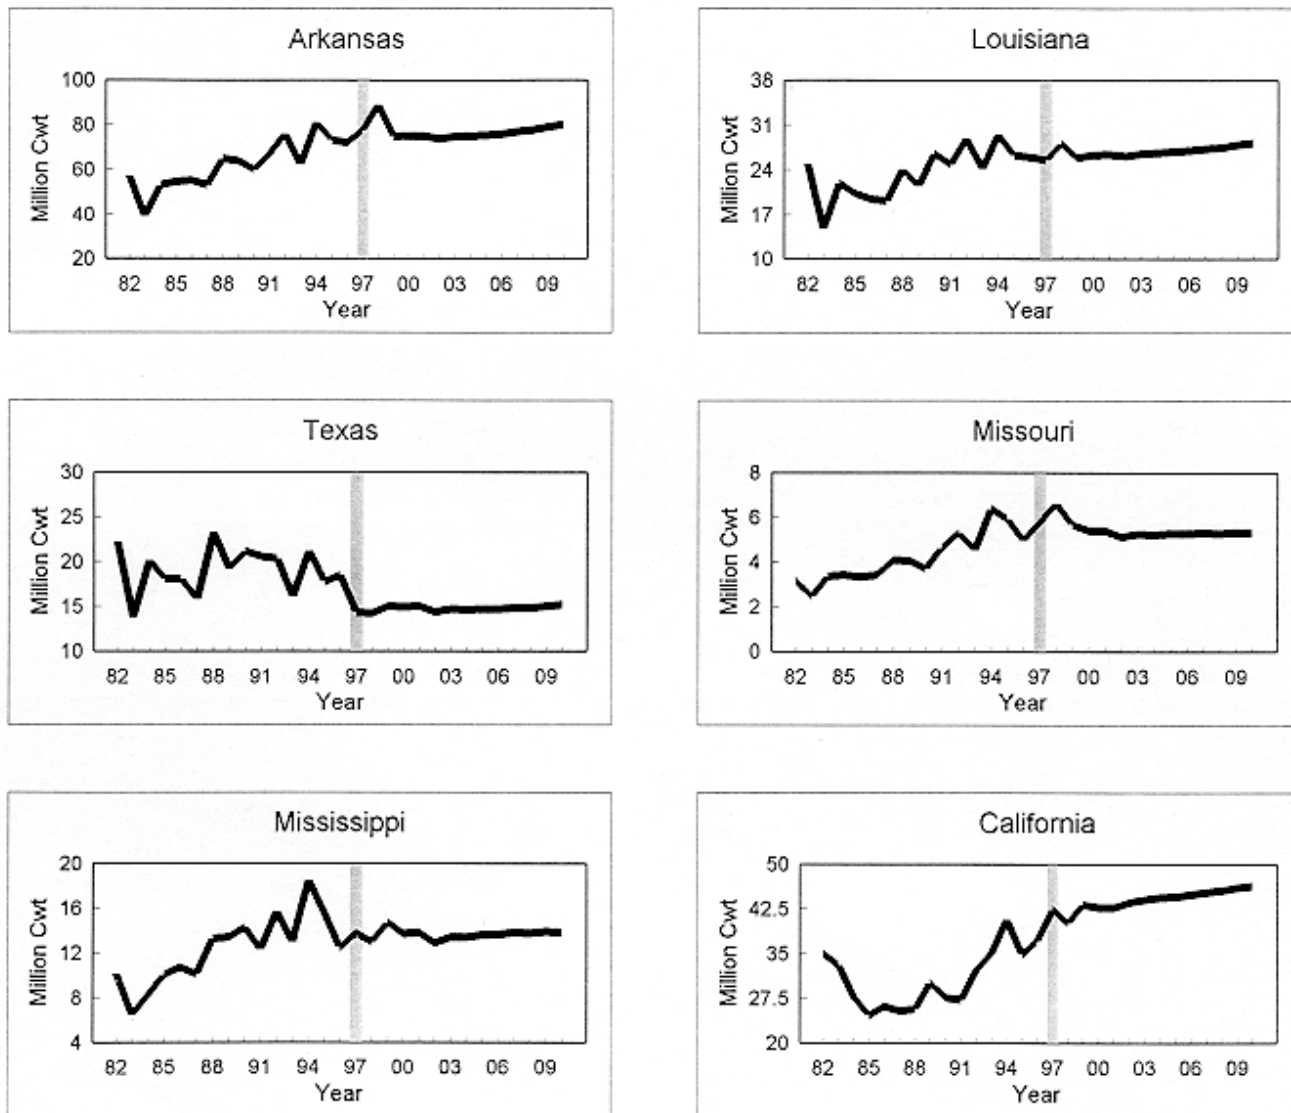 Arkansas
Million Cwt
100
80
60
40
20
82 85 88 91 94 97 00 03 06 09
Year
Louisiana
Million Cwt
38
31
24
17
10
82 85 88 91 94 97 00 03 06 09
Year
Texas
Million Cwt
30
25
20
15
10
82 85 88 91 94 97 00 03 06 09
Year
Missouri
Million Cwt
8
6
4
2
0
82 85 88 91 94 97 00 03 06 09
Year
Mississippi
Million Cwt
20
16
12
8
4
82 85 88 91 94 97 00 03 06 09
Year
California
Million Cwt
50
42.5
35
27.5
20
82 85 88 91 94 97 00 03 06 09
Year